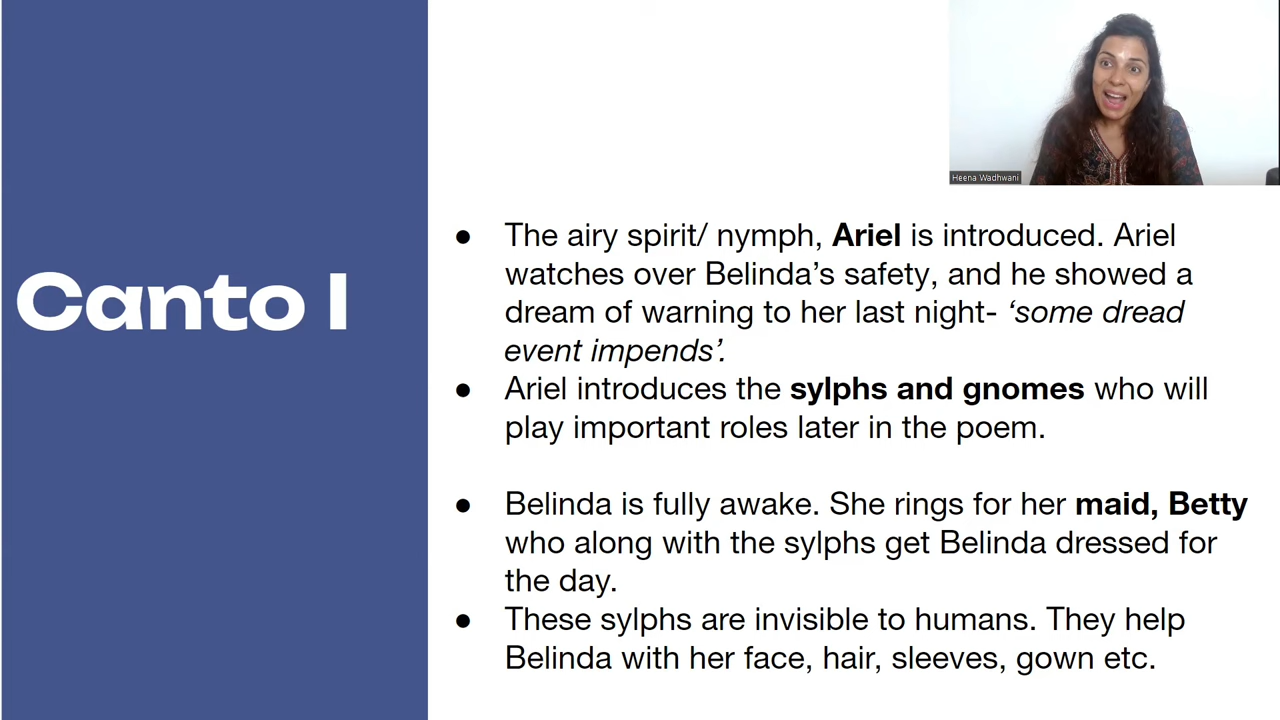 Heena Wadhwani
Canto I
● The airy spirit/ nymph, Ariel is introduced. Ariel
watches over Belinda’s safety, and he showed a
dream of warning to her last night- ‘some dread
event impends’.
● Ariel introduces the sylphs and gnomes who will
play important roles later in the poem.
● Belinda is fully awake. She rings for her maid, Betty
who along with the sylphs get Belinda dressed for
the day.
● These sylphs are invisible to humans. They help
Belinda with her face, hair, sleeves, gown etc.